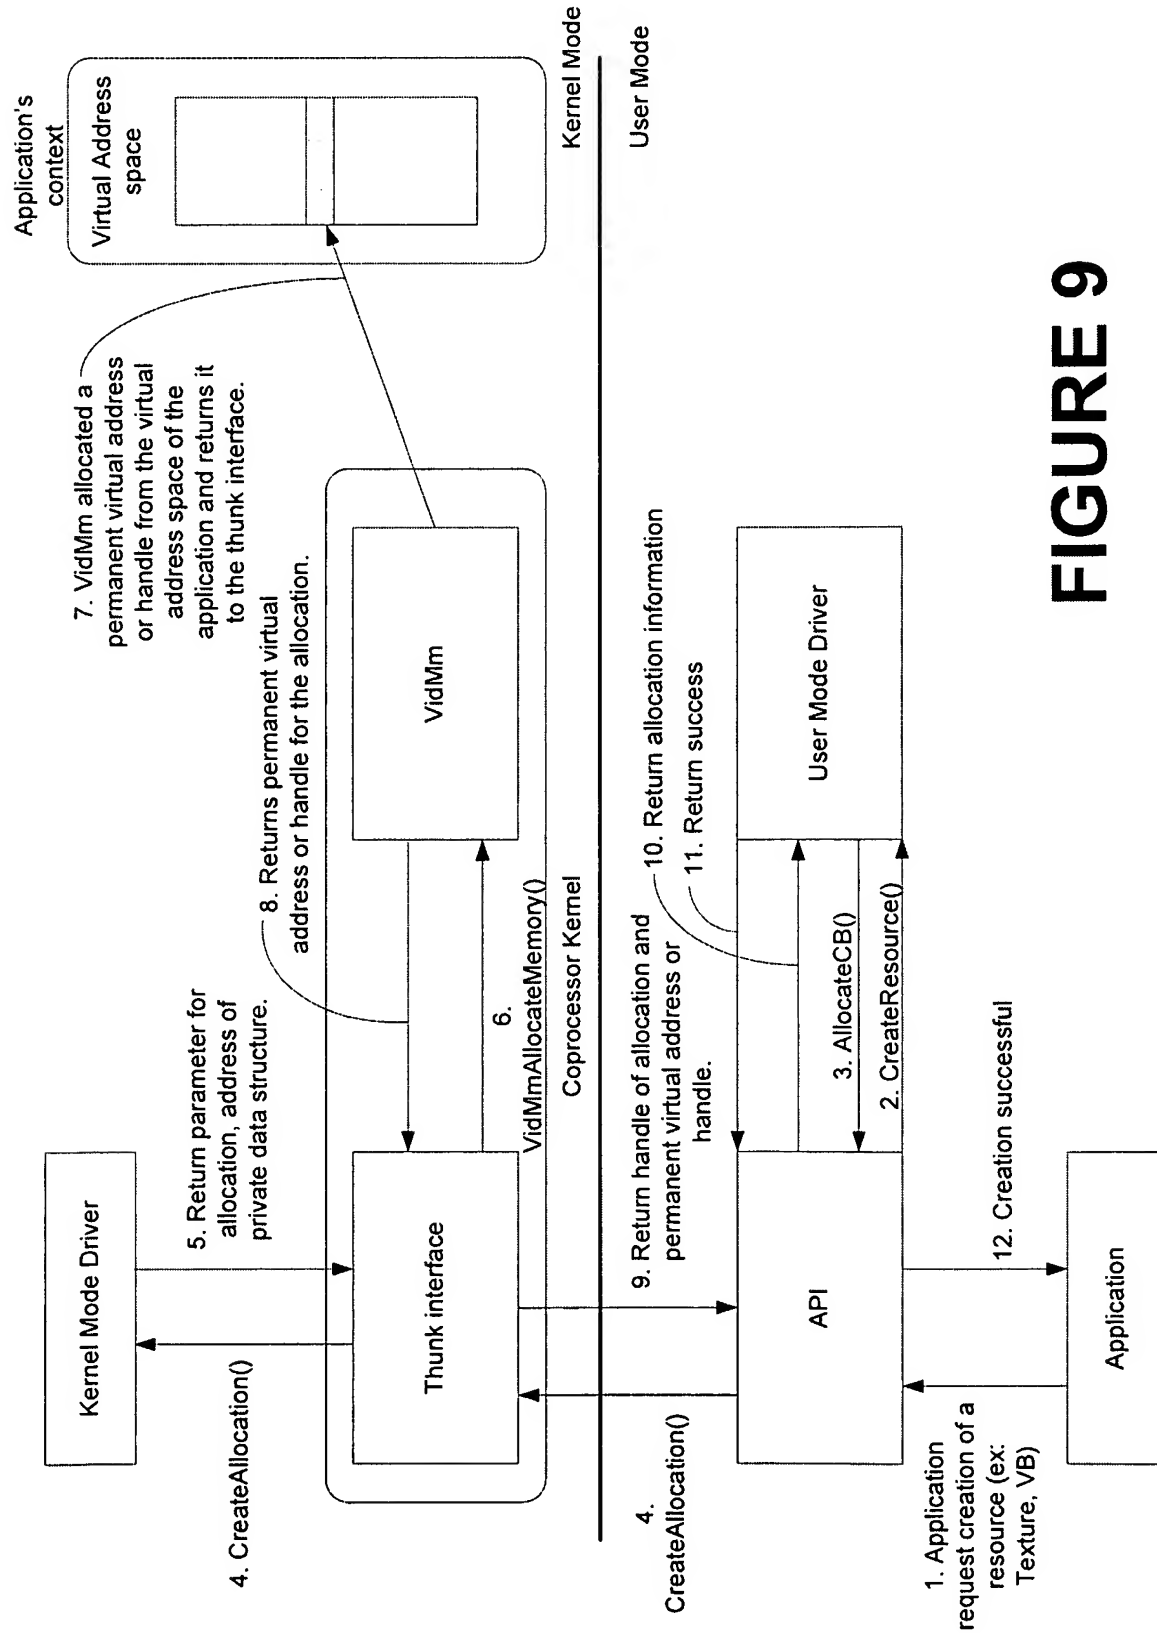 Application's
context
Virtual Address
space
Kernel Mode
User Mode
7. VidMm allocated a
permanent virtual address
or handle from the virtual
address space of the
application and returns it
to the thunk interface.
8. Returns permanent virtual
address or handle for the allocation.
VidMm
Kernel Mode Driver
5. Return parameter for
allocation, address of
private data structure.
4. CreateAllocation()
Thunk interface
6.
VidMmAllocateMemory()
Coprocessor Kernel
9. Return handle of allocation and
permanent virtual address or
handle.
10. Return allocation information
11. Return success
User Mode Driver
3. AllocateCB()
2. CreateResource()
4.
CreateAllocation()
API
12. Creation successful
1. Application
request creation of a
resource (ex:
Texture, VB)
Application
FIGURE 9